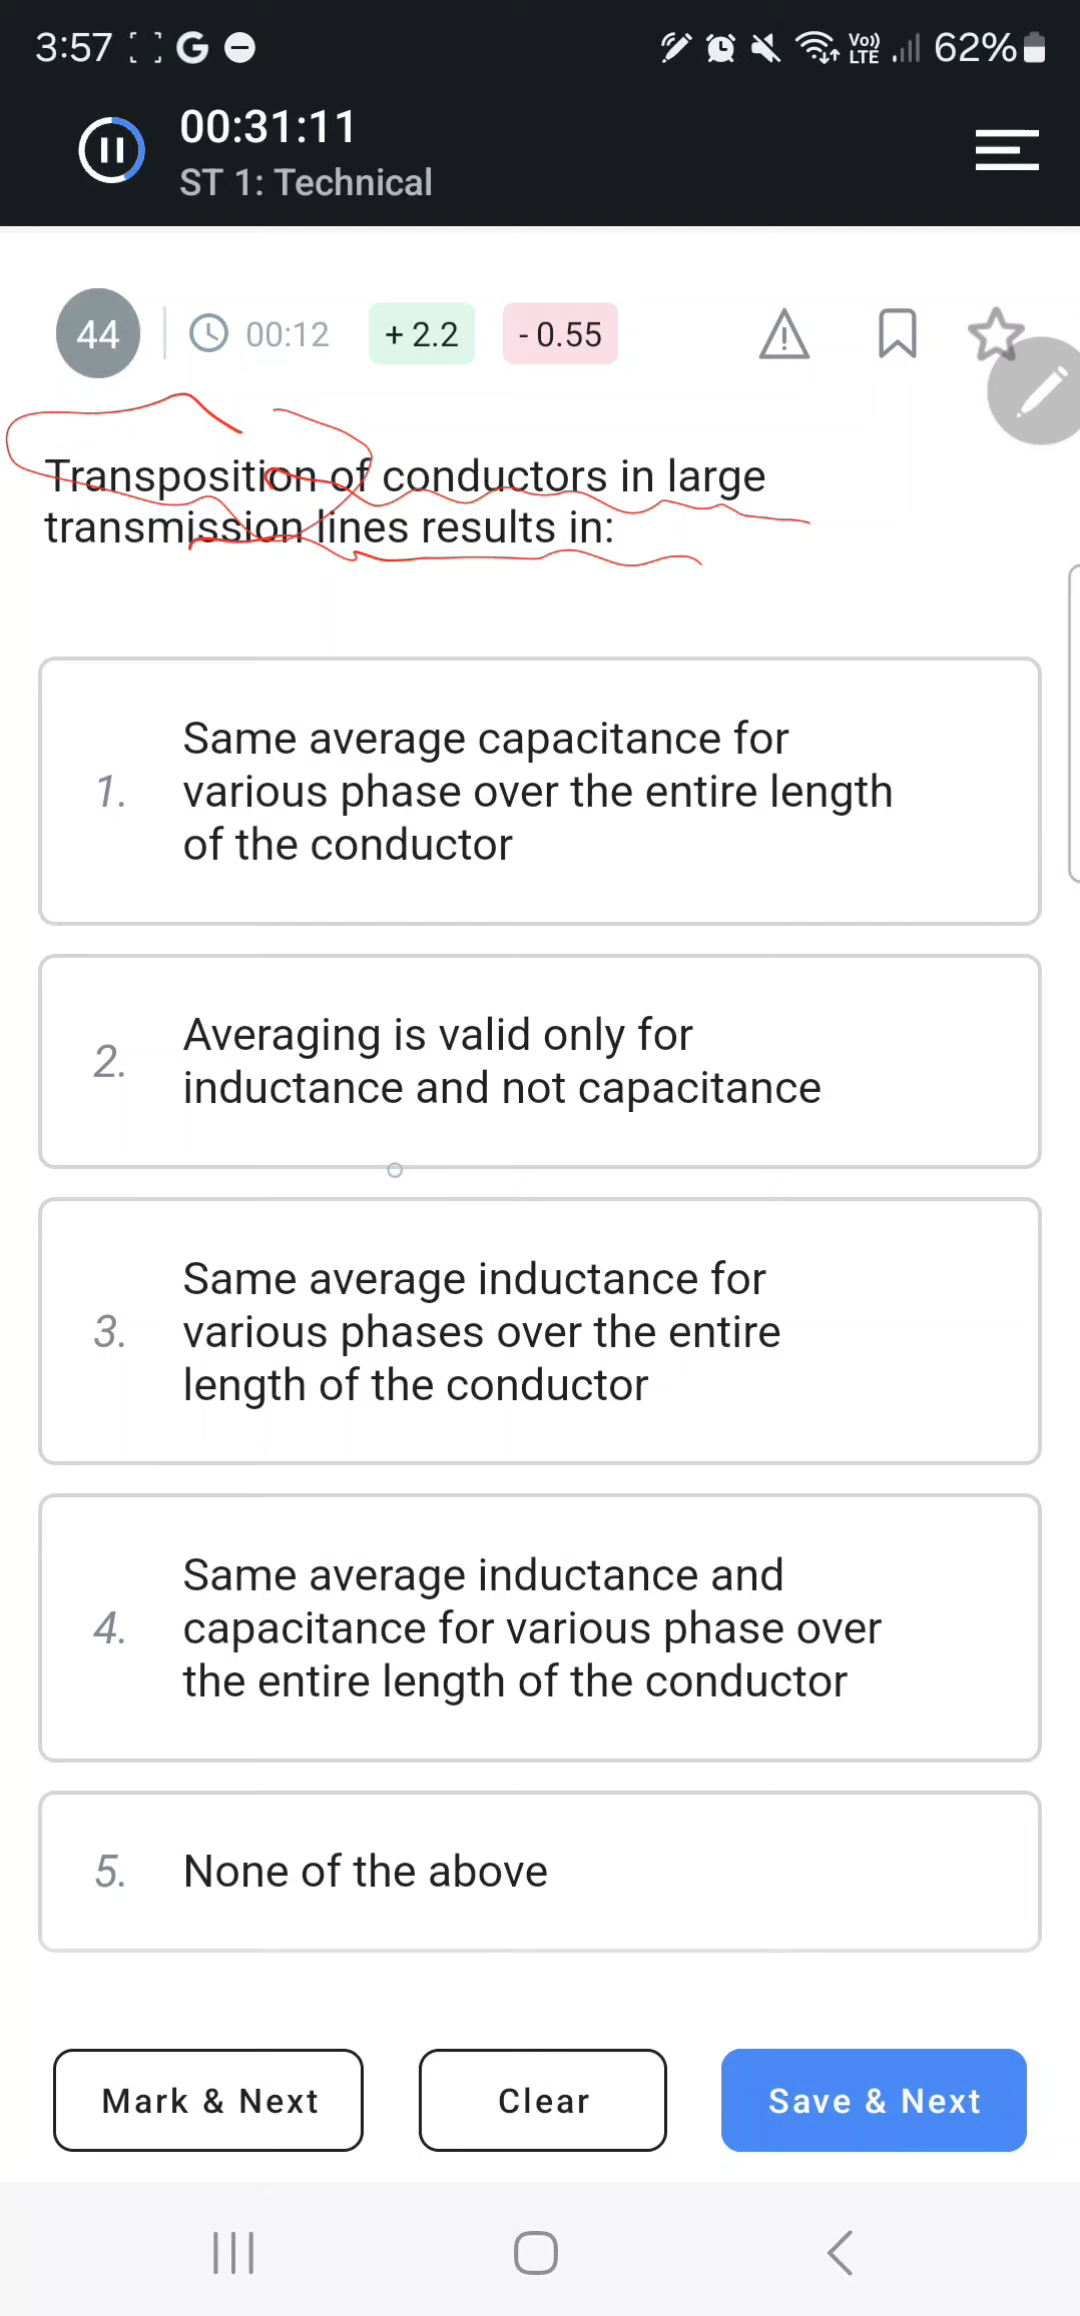 3:57 G Vo)) LTE 62%
00:31:11
ST 1: Technical
44 00:12 + 2.2 - 0.55
Transposition of conductors in large
transmission lines results in:
1. Same average capacitance for
various phase over the entire length
of the conductor
2. Averaging is valid only for
inductance and not capacitance
3. Same average inductance for
various phases over the entire
length of the conductor
4. Same average inductance and
capacitance for various phase over
the entire length of the conductor
5. None of the above
Mark & Next Clear Save & Next